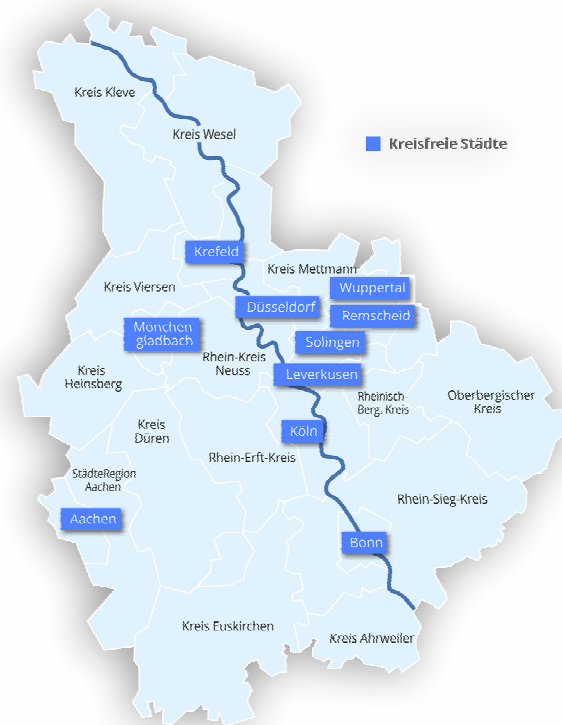 Kreis Kleve
Kreis Wesel
Kreisfreie Städte
Krefeld
Kreis Mettmann
Kreis Viersen
Wuppertal
Düsseldorf
Remscheid
Mönchen
gladbach
Solingen
Rhein-Kreis
Neuss
Kreis
Heinsberg
Leverkusen
Rheinisch-
Berg. Kreis
Oberbergischer
Kreis
Kreis
Düren
Köln
Rhein-Erft-Kreis
StädteRegion
Aachen
Rhein-Sieg-Kreis
Aachen
Bonn
Kreis Euskirchen
Kreis Ahrweiler